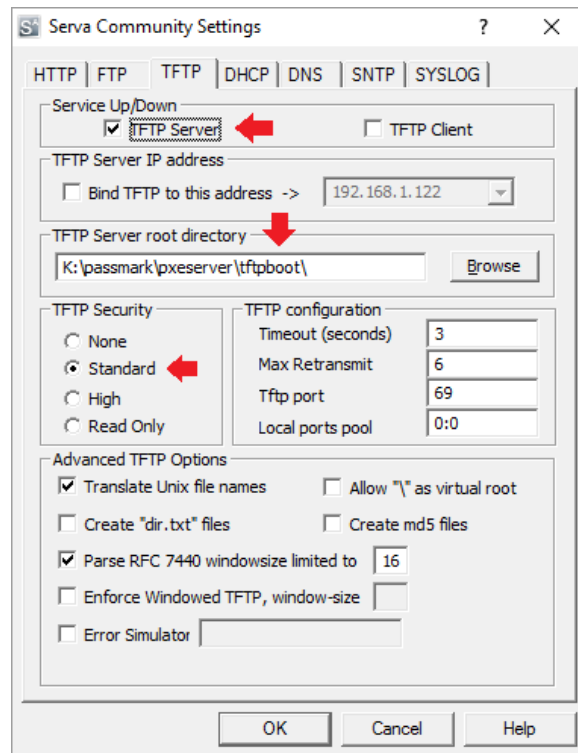 Serva Community Settings
HTTP FTP TFTP DHCP DNS SNTP SYSLOG
Service Up/Down
TFTP Server TFTP Client
TFTP Server IP address
Bind TFTP to this address -> 192.168.1.122
TFTP Server root directory
K:\passmark\pxeserver\tftpboot\ Browse
TFTP Security
None
Standard
High
Read Only
TFTP configuration
Timeout (seconds) 3
Max Retransmit 6
Tftp port 69
Local ports pool 0:0
Advanced TFTP Options
Translate Unix file names Allow "\" as virtual root
Create "dir.txt" files Create md5 files
Parse RFC 7440 windowsize limited to 16
Enforce Windowed TFTP, window-size
Error Simulator
OK Cancel Help